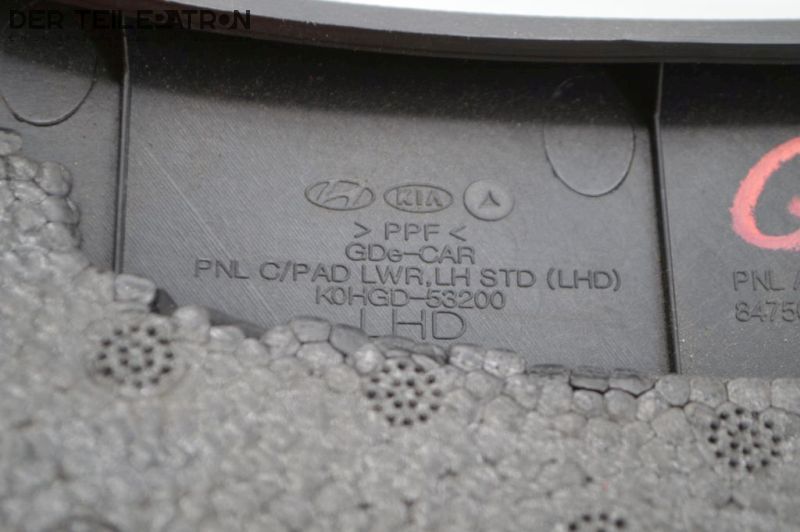 DER TEILEPATRON
KIA
> PPF <
GDe-CAR
PNL C/PAD LWR,LH STD (LHD)
K0HGD-53200
LHD
PNL
8475